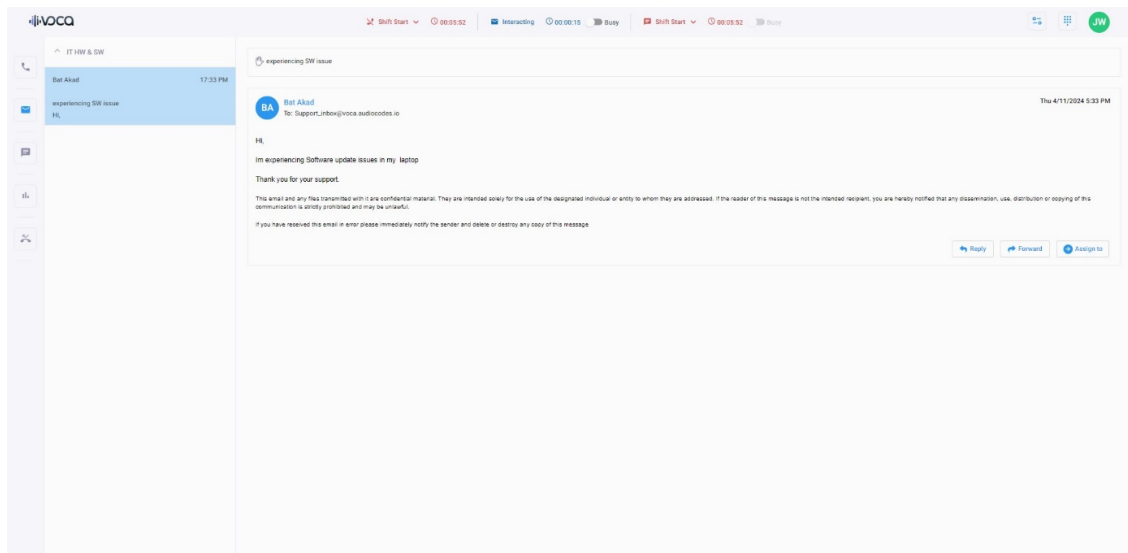 VOCA
Shift Start 00:05:52 Interacting 00:00:15 Busy Shift Start 00:05:52 Busy
JW
IT HW & SW
Bat Akad 17:33 PM
experiencing SW issue
Hi,
experiencing SW issue
BA
Bat Akad
Thu 4/11/2024 5:33 PM
To: Support_inbox@voca.audiocodes.io
Hi,
Im experiencing Software update issues in my laptop
Thank you for your support.
This email and any files transmitted with it are confidential material. They are intended solely for the use of the designated individual or entity to whom they are addressed. If the reader of this message is not the intended recipient, you are hereby notified that any dissemination, use, distribution or copying of this
communication is strictly prohibited and may be unlawful.
If you have received this email in error please immediately notify the sender and delete or destroy any copy of this message
Reply Forward Assign to